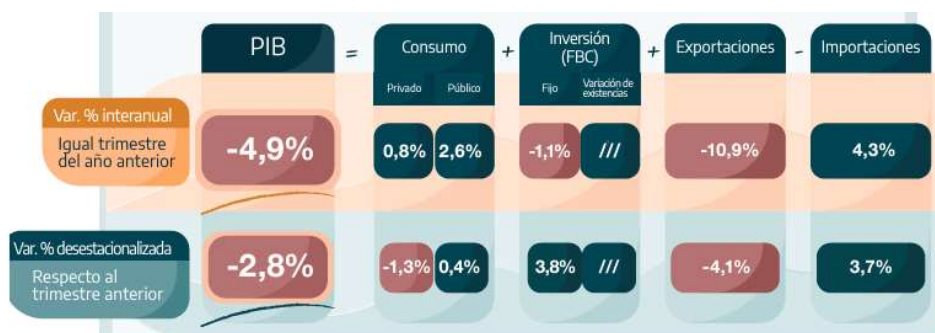 PIB = Consumo + Inversión (FBC) + Exportaciones - Importaciones
Privado Público Fijo Variación de existencias
Var. % interanual
Igual trimestre
del año anterior
-4,9% 0,8% 2,6% -1,1% /// -10,9% 4,3%
Var. % desestacionalizada
Respecto al
trimestre anterior
-2,8% -1,3% 0,4% 3,8% /// -4,1% 3,7%